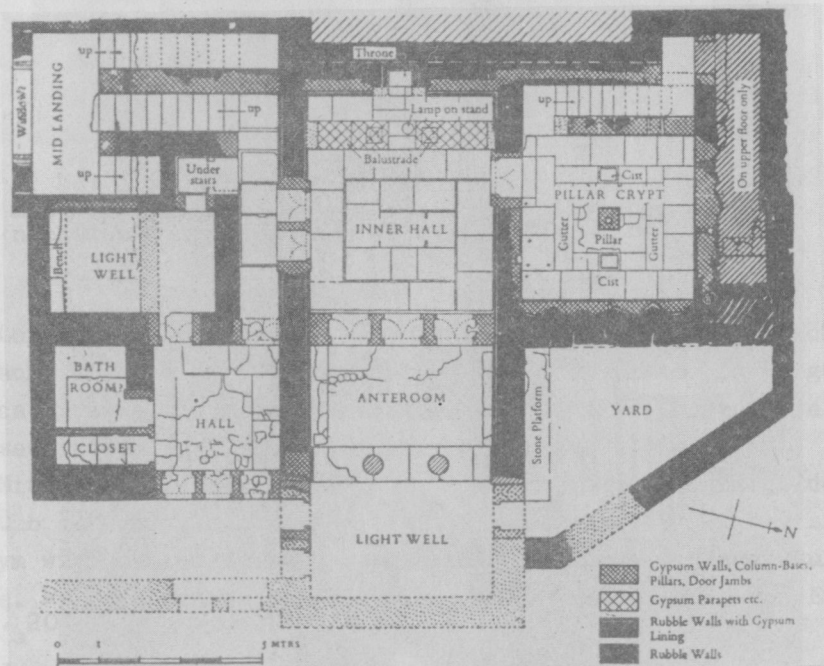 Throne
up
up
Lamp on stand
up
Window
MID LANDING
On upper floor only
Balustrade
up
Under
stairs
Cist
PILLAR CRYPT
INNER HALL
Gutter
Pillar
Gutter
Bench
LIGHT
WELL
Cist
BATH
ROOM
ANTEROOM
Stone Platform
YARD
HALL
CLOSET
N
LIGHT WELL
Gypsum Walls, Column-Bases,
Pillars, Door Jambs
Gypsum Parapets etc.
Rubble Walls with Gypsum
Lining
Rubble Walls
0 1 5 MTRS